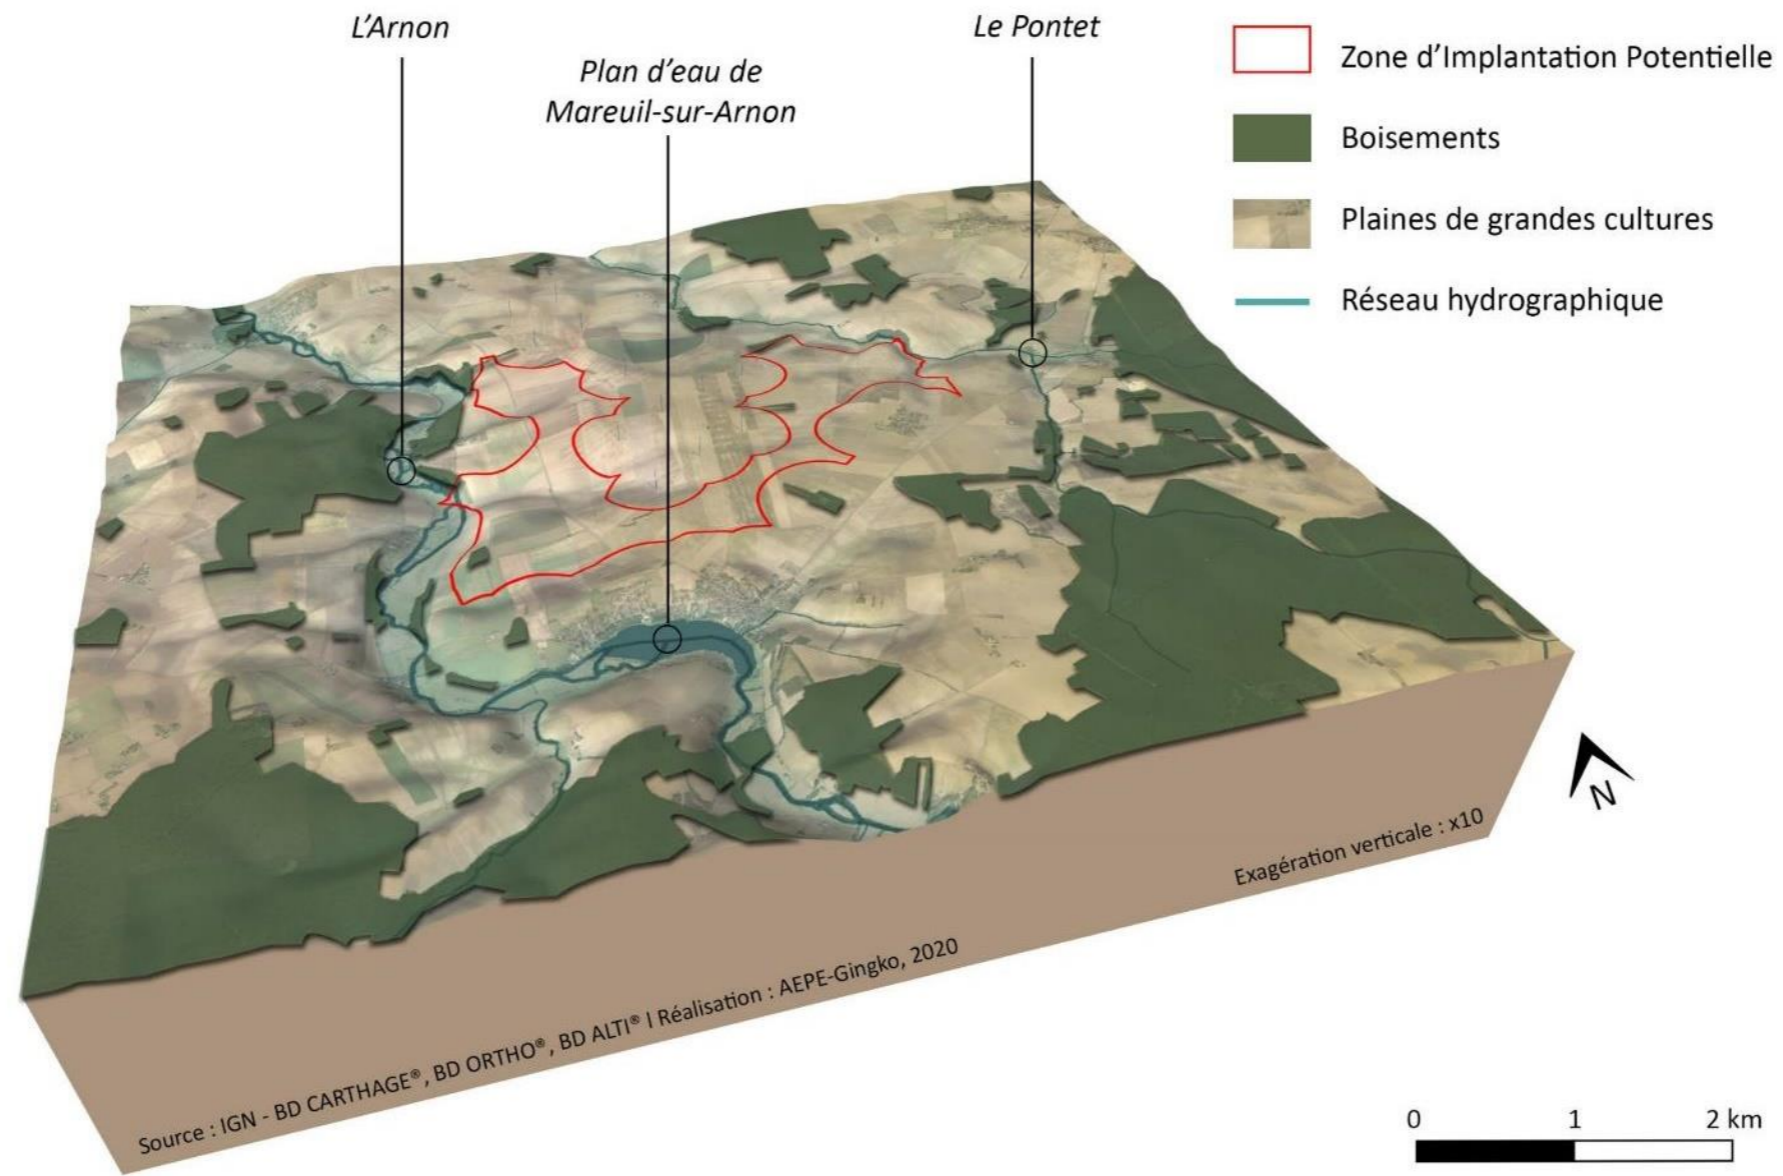 L’Arnon
Plan d’eau de
Mareuil-sur-Arnon
Le Pontet
Zone d’Implantation Potentielle
Boisements
Plaines de grandes cultures
Réseau hydrographique
N
Exagération verticale : x10
Source : IGN - BD CARTHAGE®, BD ORTHO®, BD ALTI® l Réalisation : AEPE-Gingko, 2020
0 1 2 km